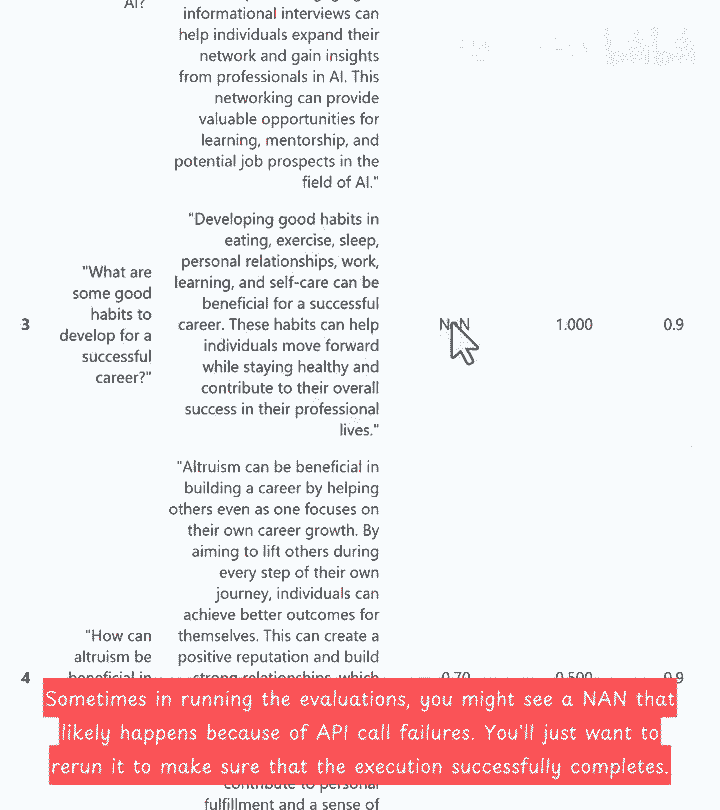 AI?
informational interviews can
help individuals expand their
network and gain insights
from professionals in AI. This
networking can provide
valuable opportunities for
learning, mentorship, and
potential job prospects in the
field of AI."
3
"What are
some good
habits to
develop for a
successful
career?"
"Developing good habits in
eating, exercise, sleep,
personal relationships, work,
learning, and self-care can be
beneficial for a successful
career. These habits can help
individuals move forward
while staying healthy and
contribute to their overall
success in their professional
lives."
NaN
1.000
0.9
4
"How can
altruism be
beneficial in
"Altruism can be beneficial in
building a career by helping
others even as one focuses on
their own career growth. By
aiming to lift others during
every step of their own
journey, individuals can
achieve better outcomes for
themselves. This can create a
positive reputation and build
strong relationships, which
contribute to personal
fulfillment and a sense of
0.70
0.500
0.9
Sometimes in running the evaluations, you might see a NAN that
likely happens because of API call failures. You'll just want to
rerun it to make sure that the execution successfully completes.